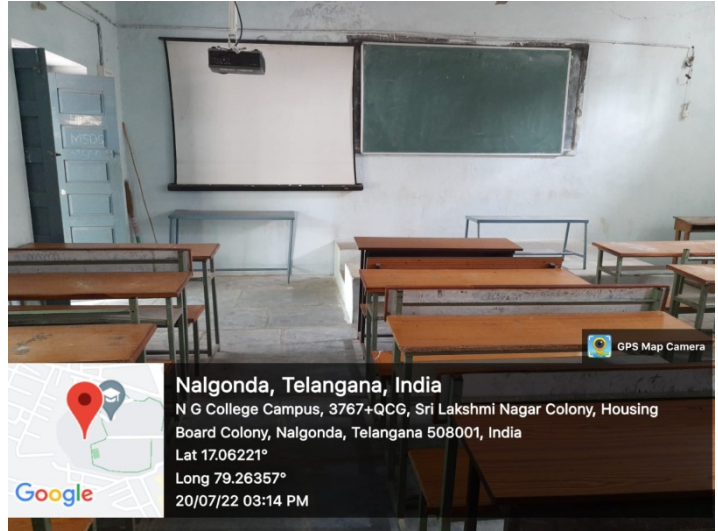 MSDS
GPS Map Camera
Nalgonda, Telangana, India
N G College Campus, 3767+QCG, Sri Lakshmi Nagar Colony, Housing
Board Colony, Nalgonda, Telangana 508001, India
Lat 17.06221°
Long 79.26357°
20/07/22 03:14 PM
Google